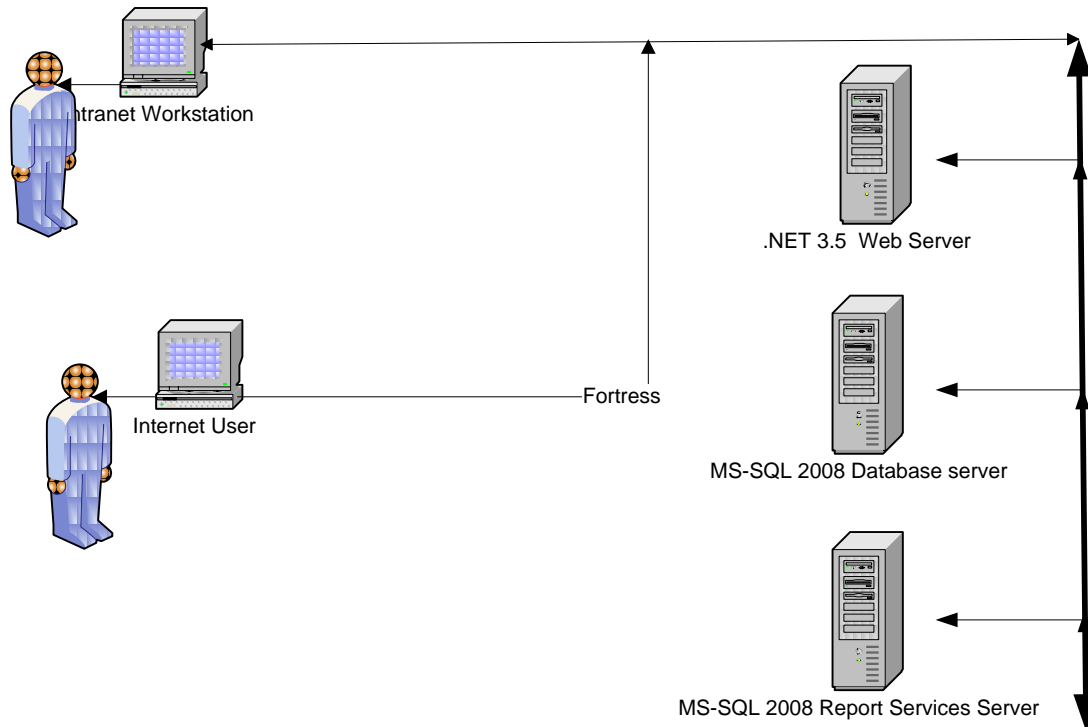 Intranet Workstation
.NET 3.5  Web Server
Fortress
Internet User
MS-SQL 2008 Database server
MS-SQL 2008 Report Services Server